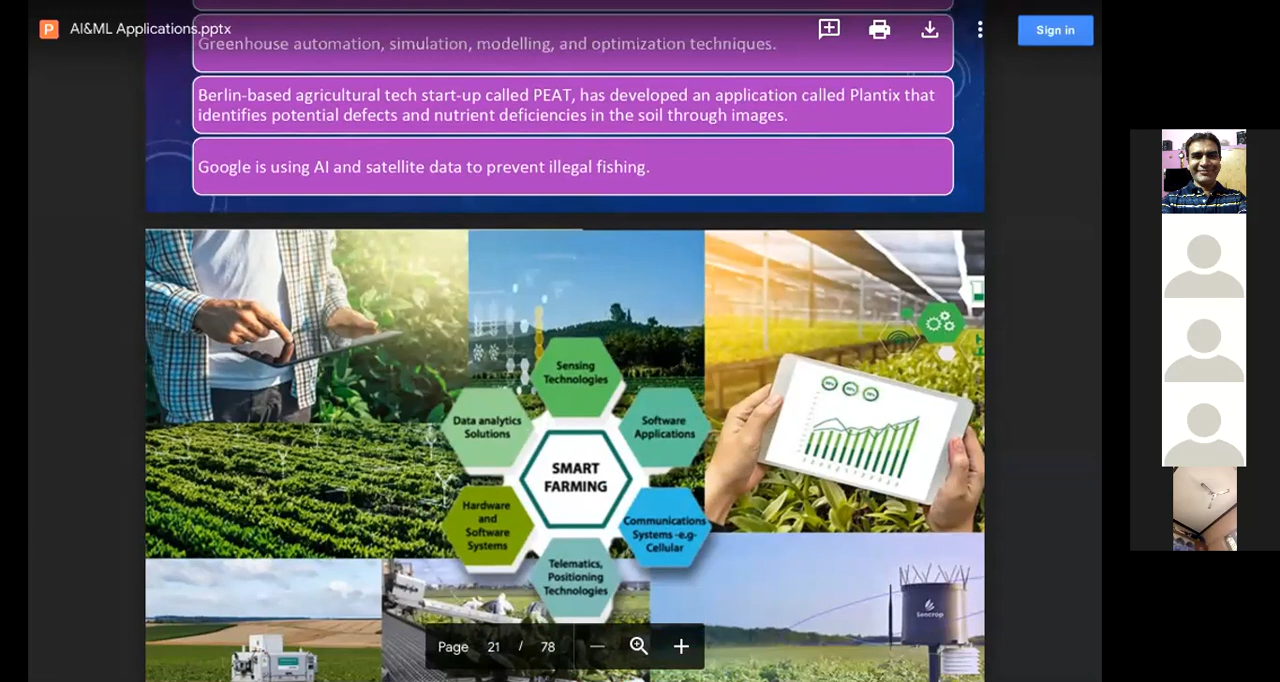 AI&ML Applications.pptx
Sign in
Greenhouse automation, simulation, modelling, and optimization techniques.
Berlin-based agricultural tech start-up called PEAT, has developed an application called Plantix that
identifies potential defects and nutrient deficiencies in the soil through images.
Google is using AI and satellite data to prevent illegal fishing.
Sensing
Technologies
Data analytics
Solutions
Software
Applications
SMART
FARMING
Hardware
and
Software
Systems
Communications
Systems -e.g-
Cellular
Telematics,
Positioning
Technologies
Sencrop
Page 21 / 78